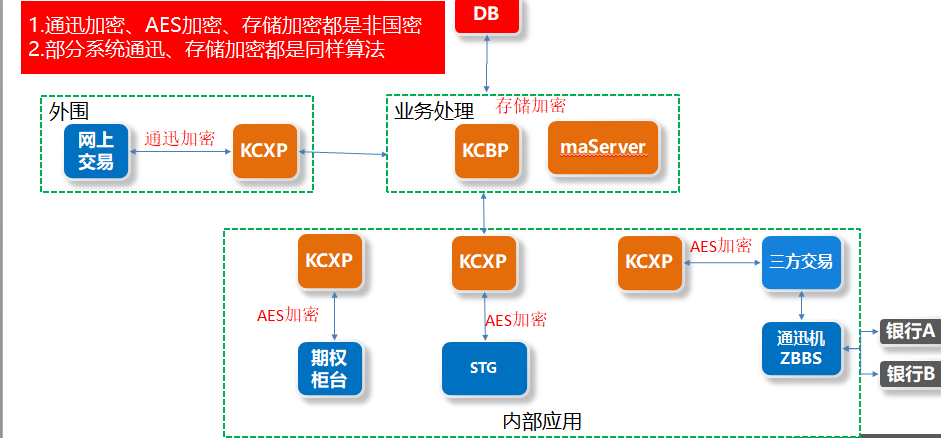 1.通迅加密、AES加密、存储加密都是非国密
2.部分系统通迅、存储加密都是同样算法
DB
外围
网上
交易
通迅加密
KCXP
业务处理
存储加密
KCBP
maServer
KCXP
AES加密
期权
柜台
KCXP
AES加密
STG
KCXP
AES加密
三方交易
通迅机
ZBBS
银行A
银行B
内部应用